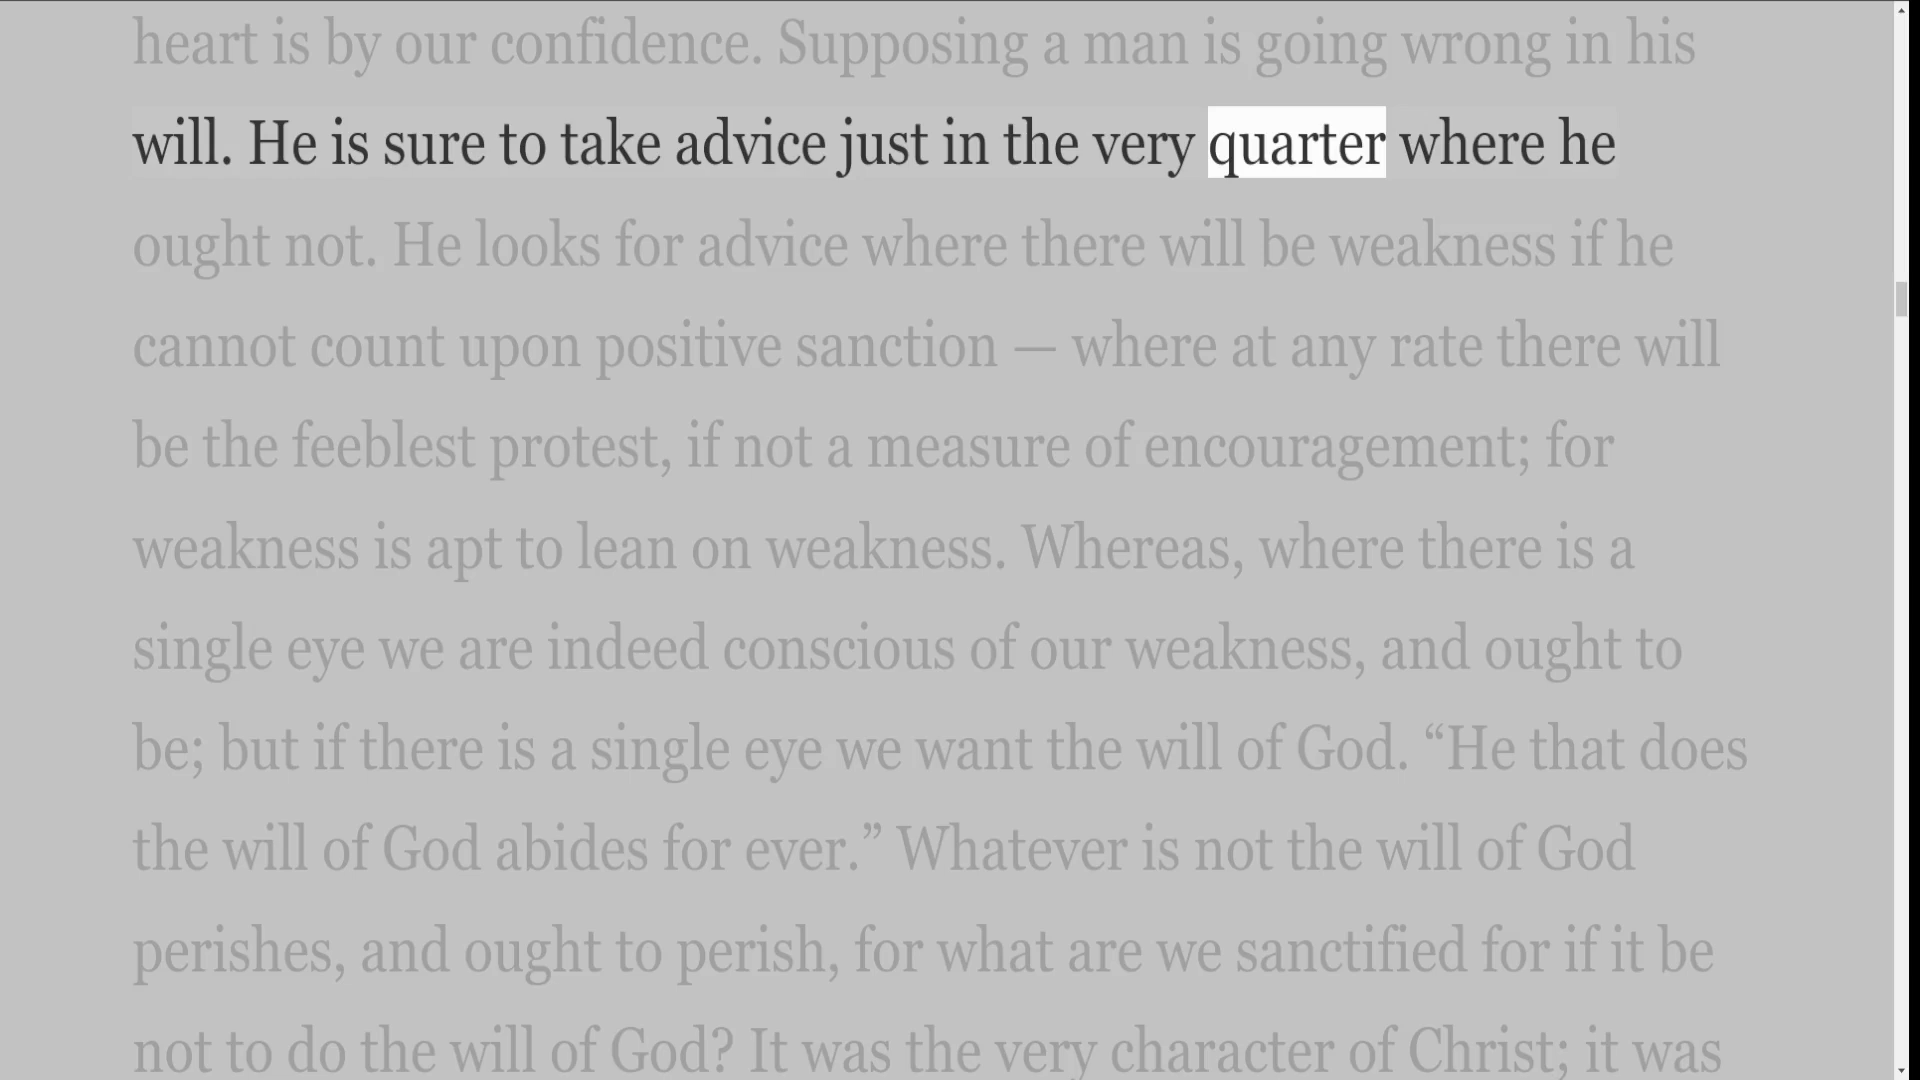 heart is by our confidence. Supposing a man is going wrong in his
will. He is sure to take advice just in the very quarter where he
ought not. He looks for advice where there will be weakness if he
cannot count upon positive sanction — where at any rate there will
be the feeblest protest, if not a measure of encouragement; for
weakness is apt to lean on weakness. Whereas, where there is a
single eye we are indeed conscious of our weakness, and ought to
be; but if there is a single eye we want the will of God. “He that does
the will of God abides for ever.” Whatever is not the will of God
perishes, and ought to perish, for what are we sanctified for if it be
not to do the will of God? It was the very character of Christ; it was